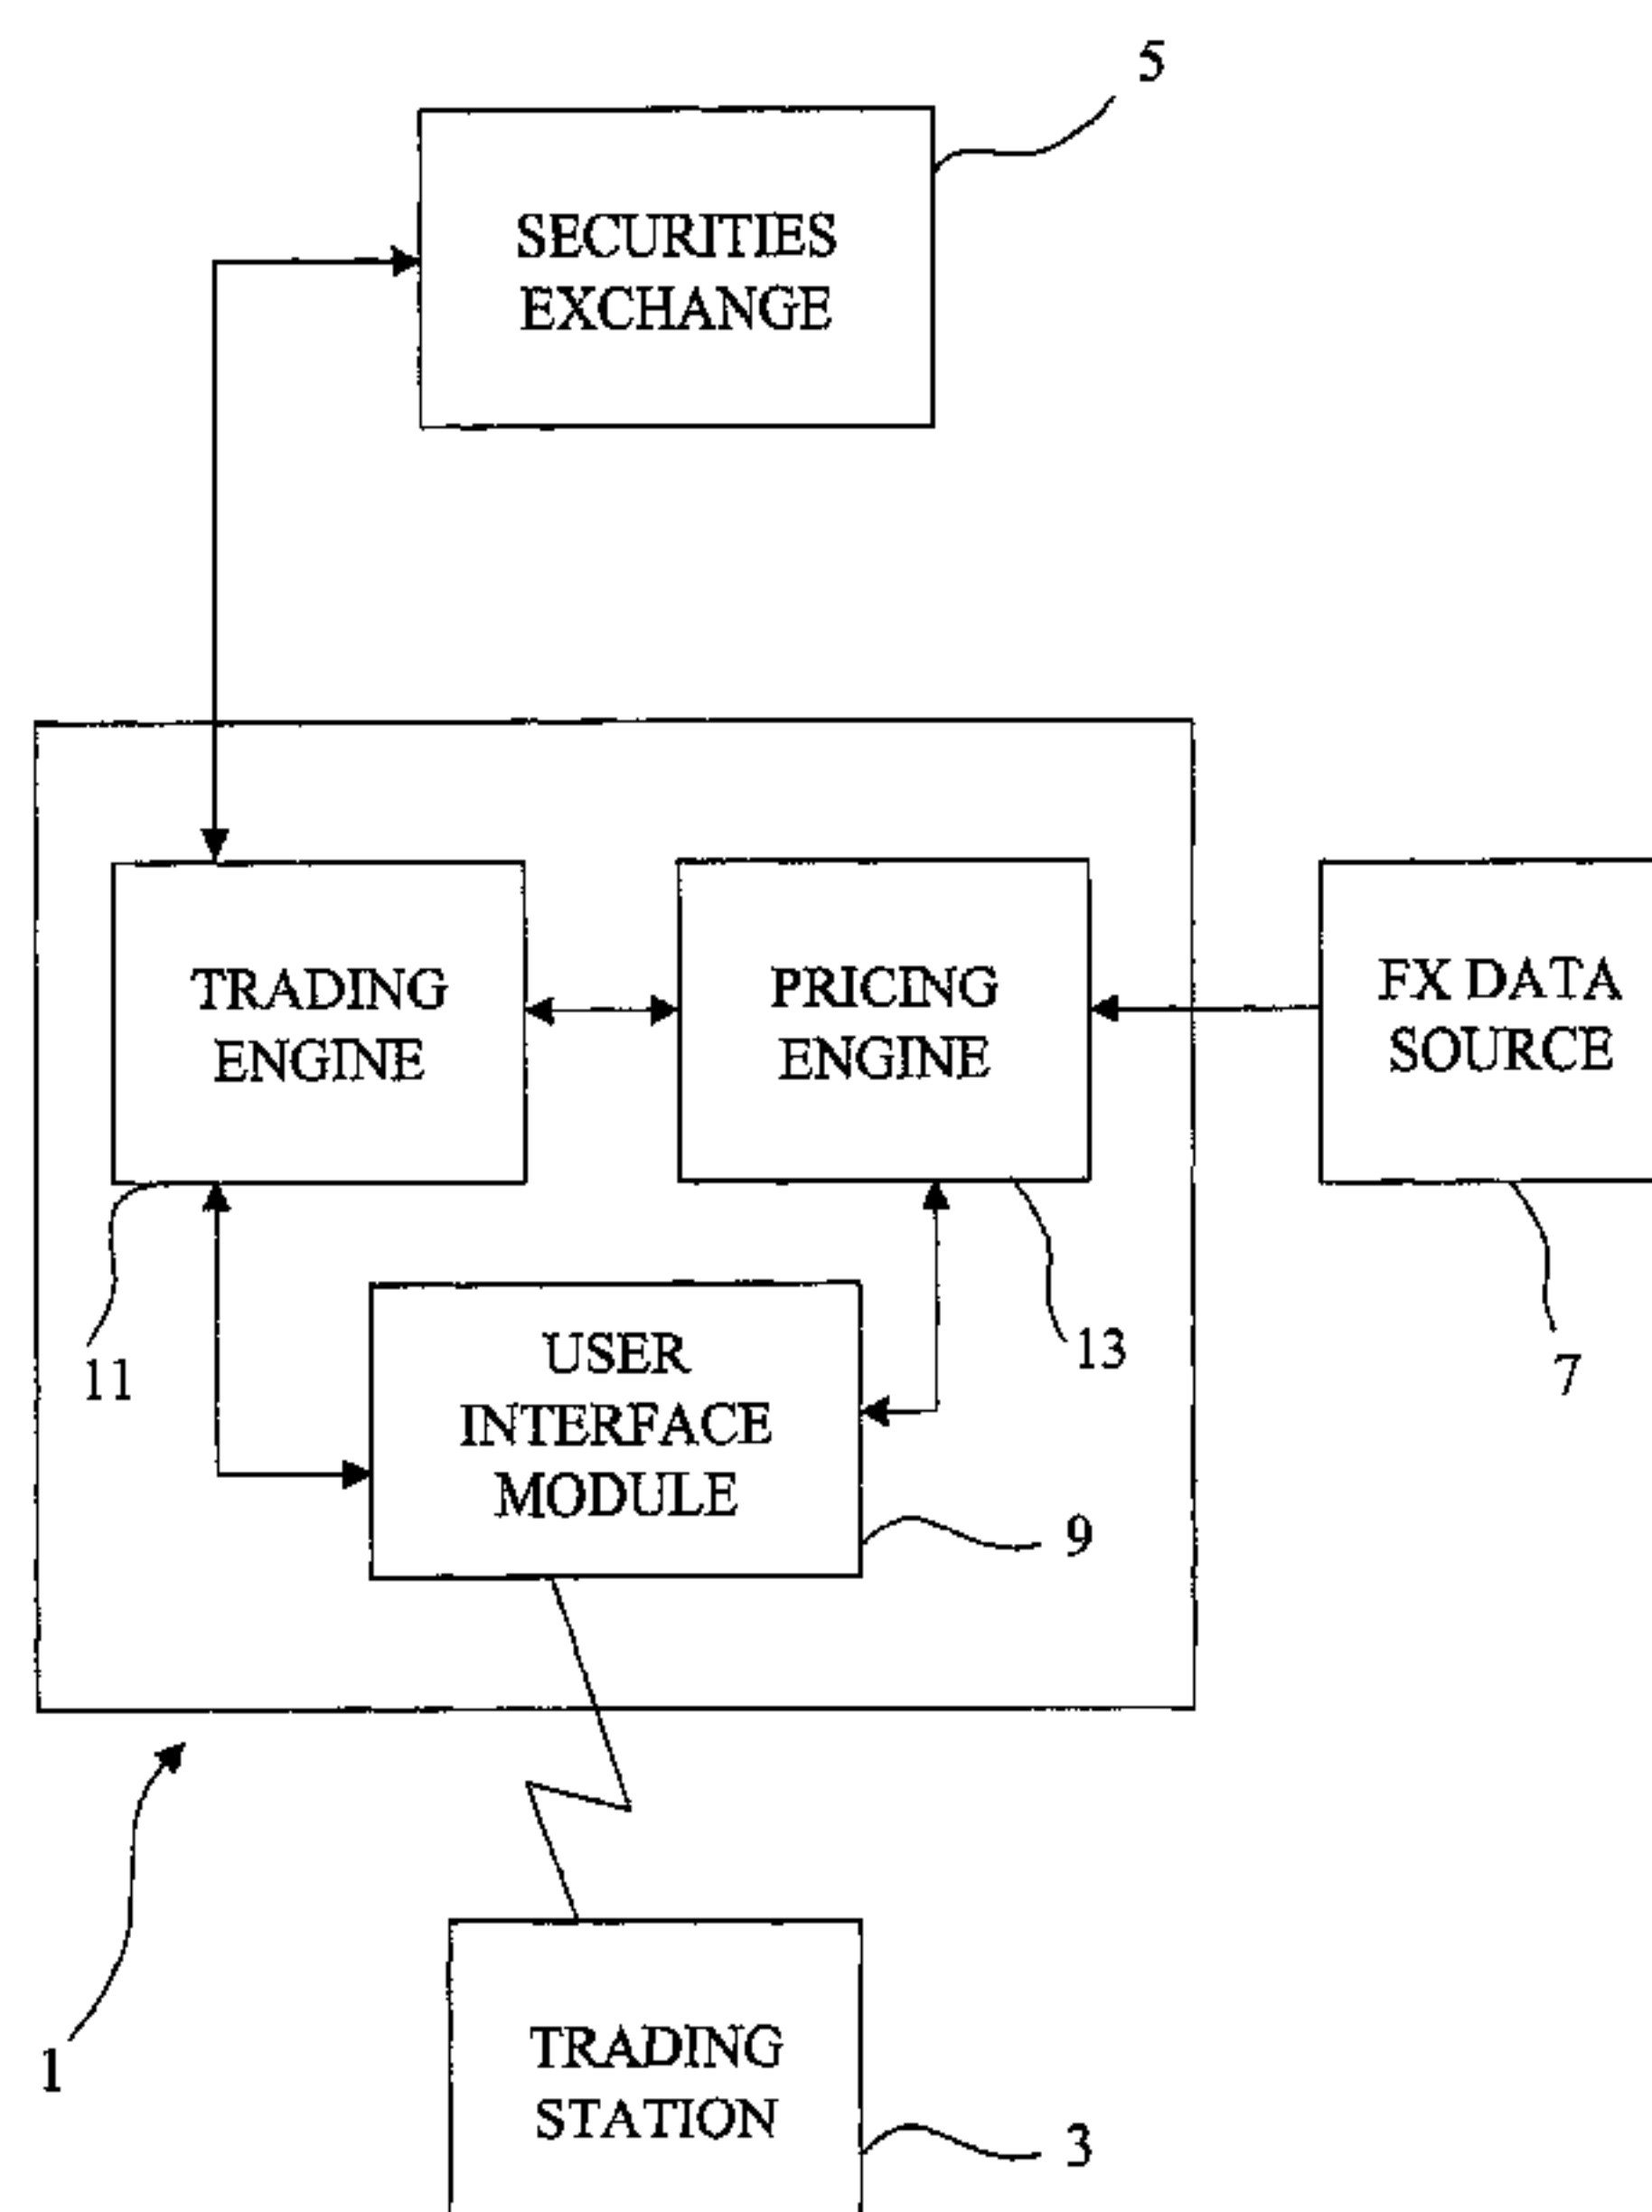 5
SECURITIES
EXCHANGE
TRADING
ENGINE
PRICING
ENGINE
FX DATA
SOURCE
11
13
7
USER
INTERFACE
MODULE
9
1
TRADING
STATION
3